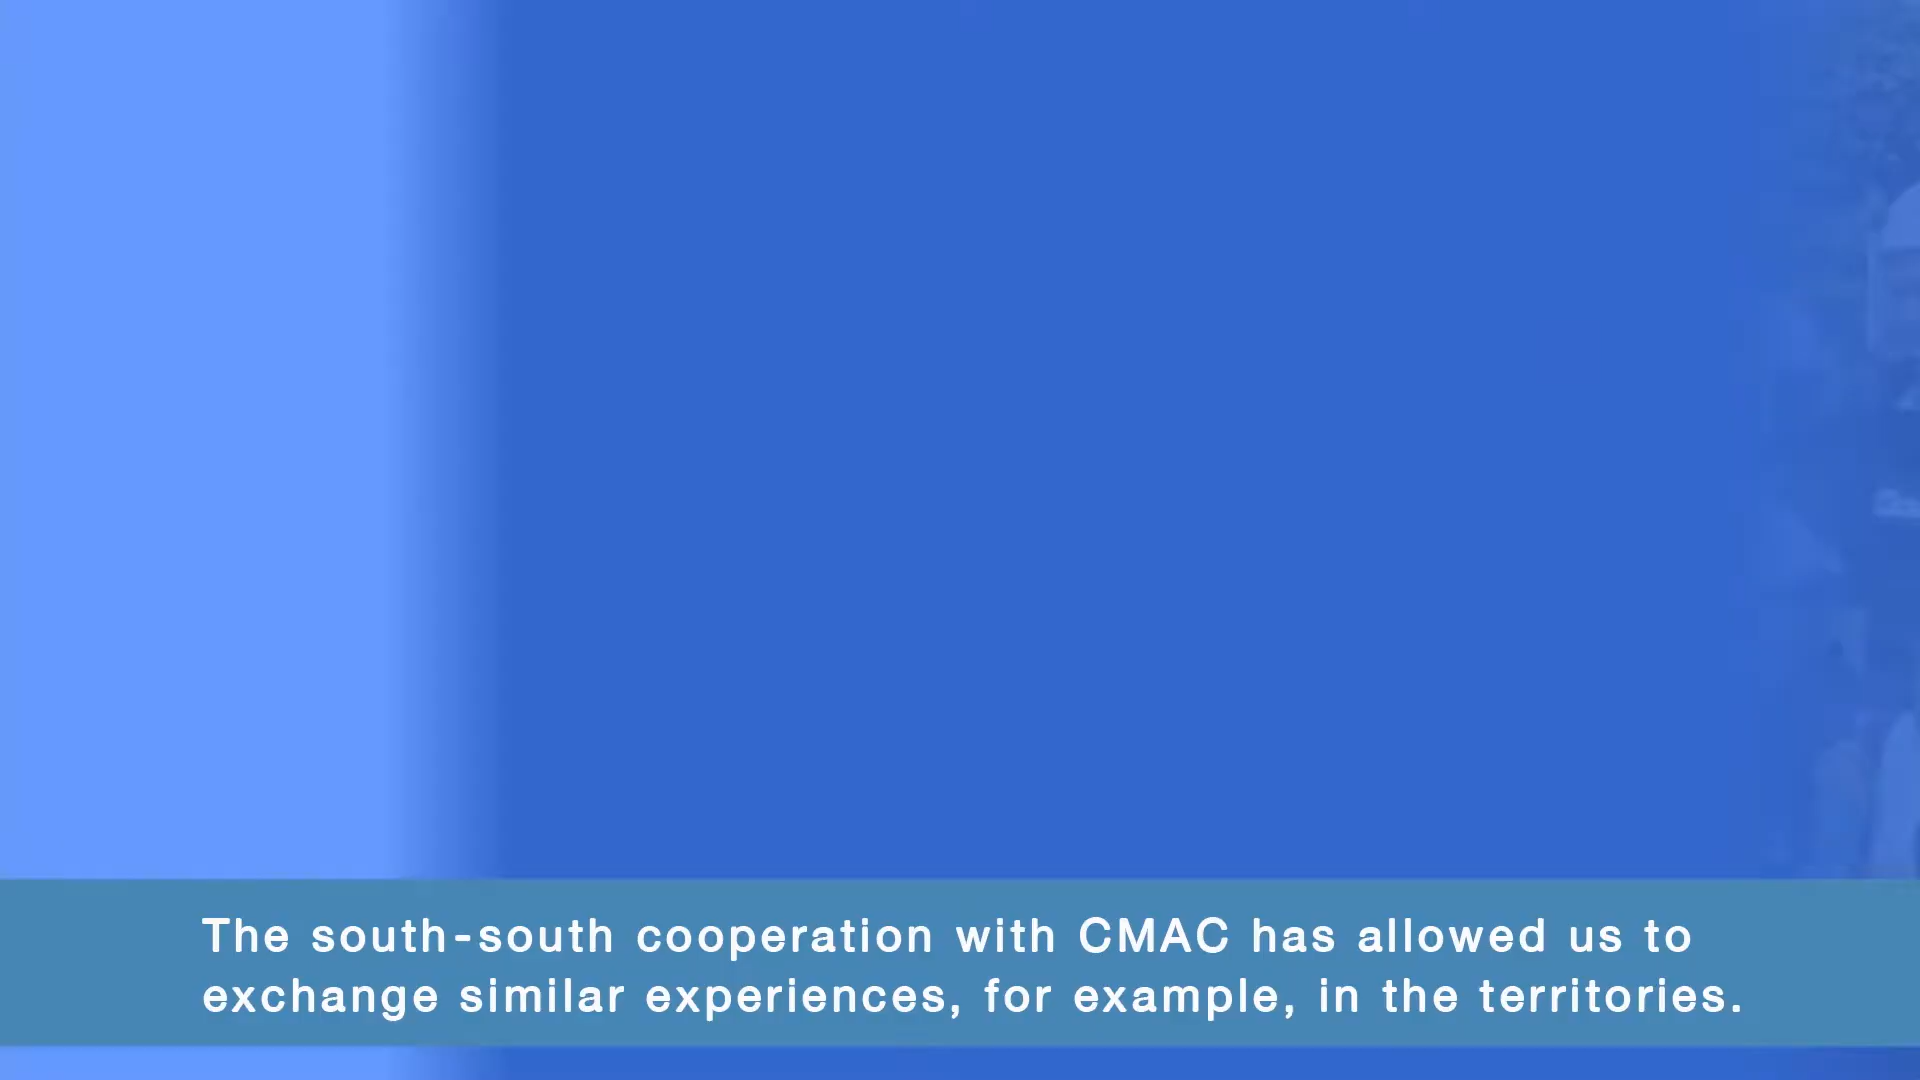 The south-south cooperation with CMAC has allowed us to
exchange similar experiences, for example, in the territories.